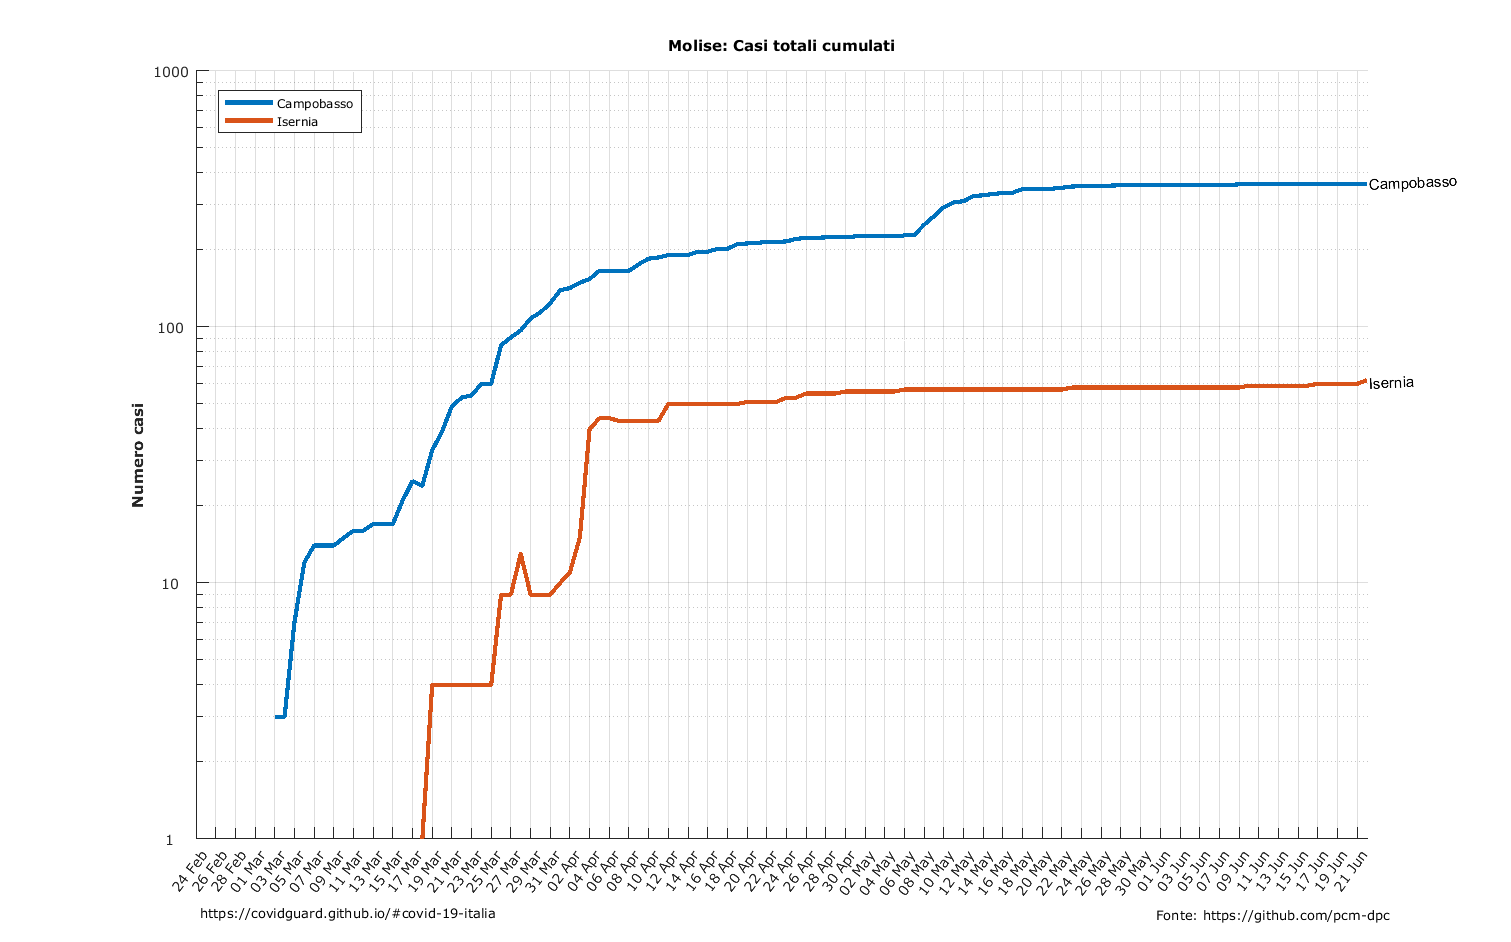 Molise: Casi totali cumulati
1000
Campobasso
Isernia
Campobasso
100
Isernia
Numero casi
10
1
24 Feb
26 Feb
28 Feb
01 Mar
03 Mar
05 Mar
07 Mar
09 Mar
11 Mar
13 Mar
15 Mar
17 Mar
19 Mar
21 Mar
23 Mar
25 Mar
27 Mar
29 Mar
31 Mar
02 Apr
04 Apr
06 Apr
08 Apr
10 Apr
12 Apr
14 Apr
16 Apr
18 Apr
20 Apr
22 Apr
24 Apr
26 Apr
28 Apr
30 Apr
02 May
04 May
06 May
08 May
10 May
12 May
14 May
16 May
18 May
20 May
22 May
24 May
26 May
28 May
30 May
01 Jun
03 Jun
05 Jun
07 Jun
09 Jun
11 Jun
13 Jun
15 Jun
17 Jun
19 Jun
21 Jun
https://covidguard.github.io/#covid-19-italia
Fonte: https://github.com/pcm-dpc